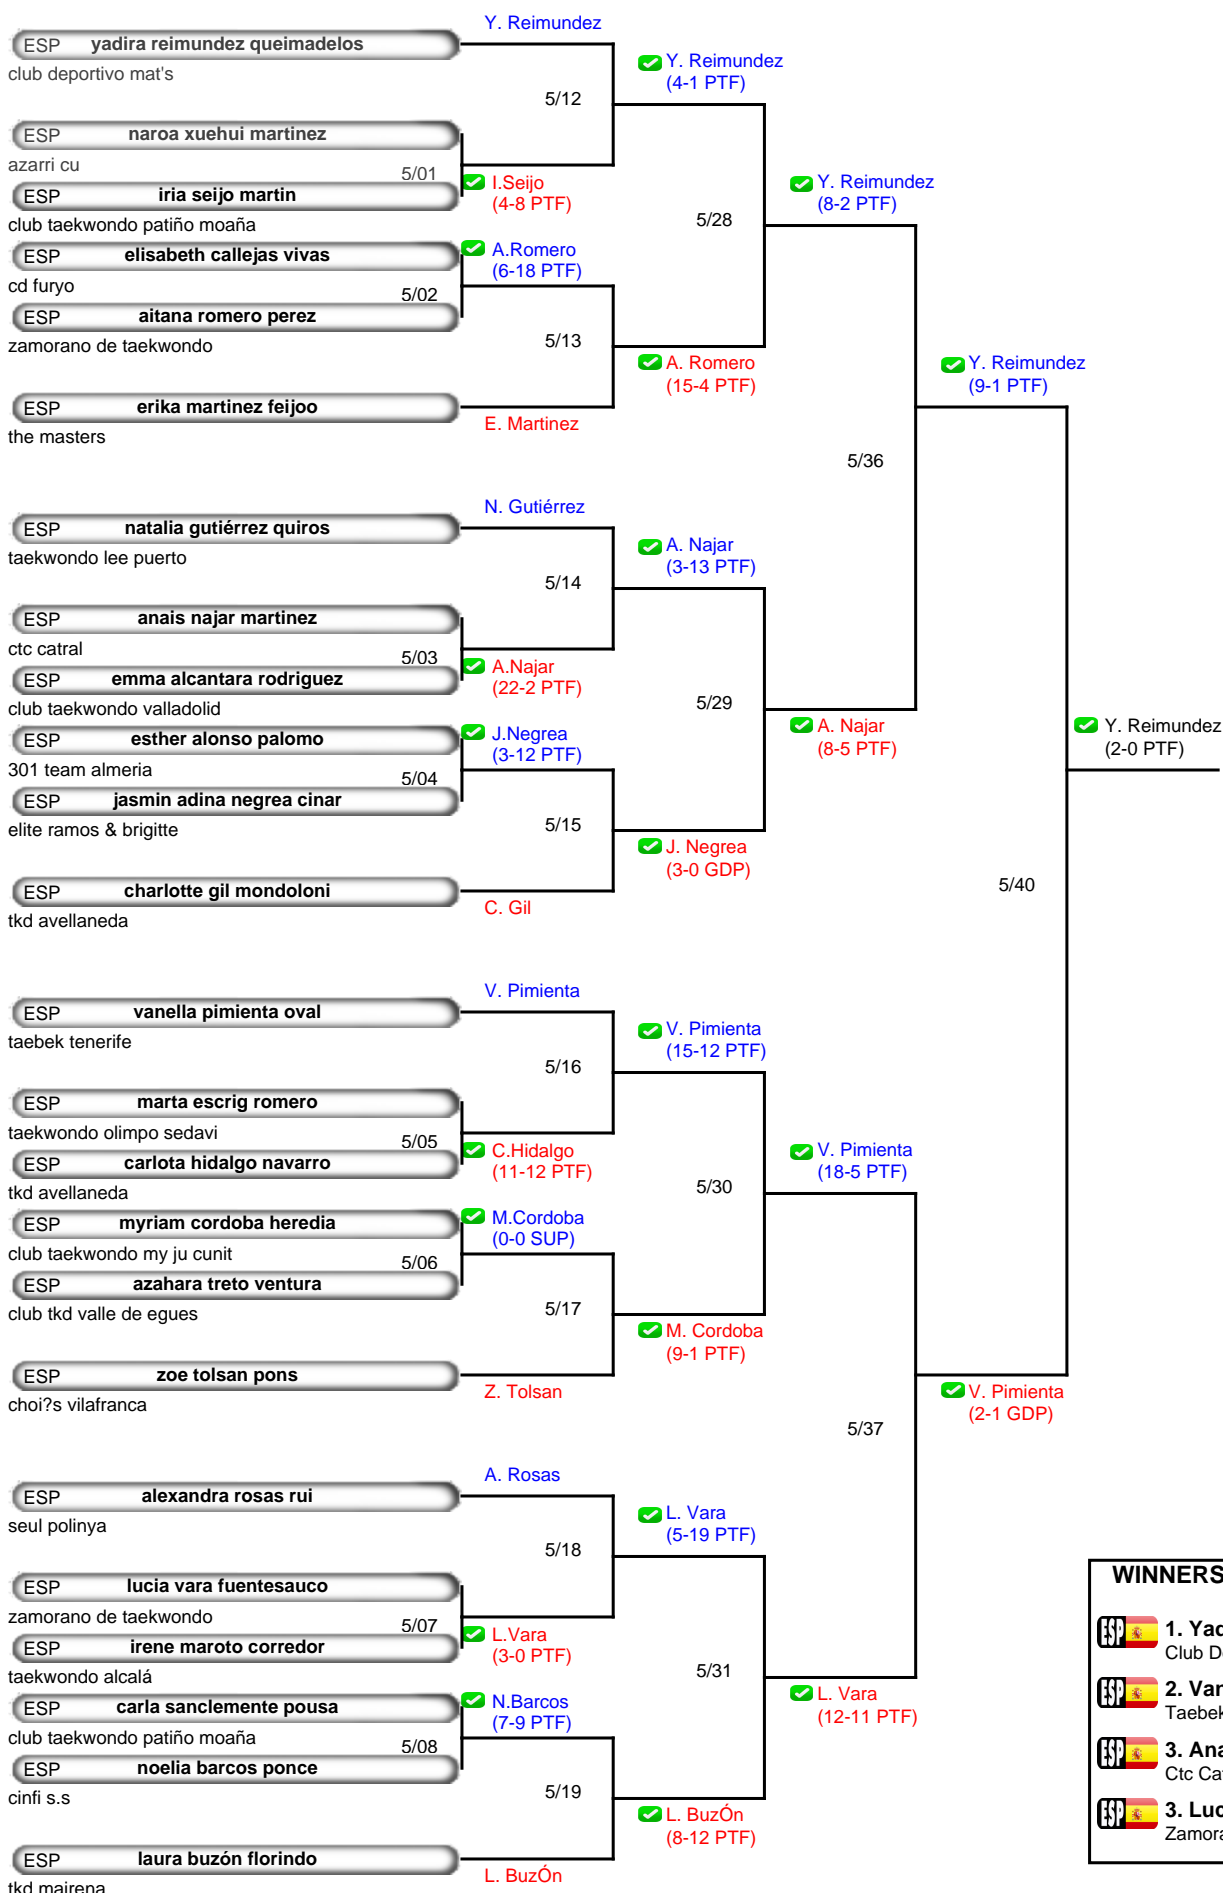 Y. Reimundez
ESP yadira reimundez queimadelos
club deportivo mat's
Y. Reimundez
(4-1 PTF)
5/12
ESP naroa xuehui martinez
azarri cu
5/01
I.Seijo
(4-8 PTF)
ESP iria seijo martin
club taekwondo patiño moaña
Y. Reimundez
(8-2 PTF)
5/28
ESP elisabeth callejas vivas
cd furyo
A.Romero
(6-18 PTF)
5/02
ESP aitana romero perez
zamorano de taekwondo
5/13
A. Romero
(15-4 PTF)
Y. Reimundez
(9-1 PTF)
ESP erika martinez feijoo
the masters
E. Martinez
5/36
N. Gutiérrez
ESP natalia gutiérrez quiros
taekwondo lee puerto
A. Najar
(3-13 PTF)
5/14
ESP anais najar martinez
ctc catral
5/03
A.Najar
(22-2 PTF)
ESP emma alcantara rodriguez
club taekwondo valladolid
5/29
ESP esther alonso palomo
301 team almeria
J.Negrea
(3-12 PTF)
A. Najar
(8-5 PTF)
Y. Reimundez
(2-0 PTF)
5/04
ESP jasmin adina negrea cinar
elite ramos & brigitte
5/15
J. Negrea
(3-0 GDP)
ESP charlotte gil mondoloni
tkd avellaneda
C. Gil
5/40
V. Pimienta
ESP vanella pimienta oval
taebek tenerife
V. Pimienta
(15-12 PTF)
5/16
ESP marta escrig romero
taekwondo olimpo sedavi
5/05
C.Hidalgo
(11-12 PTF)
ESP carlota hidalgo navarro
tkd avellaneda
V. Pimienta
(18-5 PTF)
5/30
ESP myriam cordoba heredia
club taekwondo my ju cunit
M.Cordoba
(0-0 SUP)
5/06
ESP azahara treto ventura
club tkd valle de egues
5/17
M. Cordoba
(9-1 PTF)
ESP zoe tolsan pons
choi?s vilafranca
Z. Tolsan
V. Pimienta
(2-1 GDP)
5/37
A. Rosas
ESP alexandra rosas rui
seul polinya
L. Vara
(5-19 PTF)
5/18
ESP lucia vara fuentesauco
zamorano de taekwondo
5/07
L.Vara
(3-0 PTF)
ESP irene maroto corredor
taekwondo alcalá
5/31
ESP carla sanclemente pousa
club taekwondo patiño moaña
N.Barcos
(7-9 PTF)
L. Vara
(12-11 PTF)
5/08
ESP noelia barcos ponce
cinfi s.s
5/19
L. BuzÓn
(8-12 PTF)
ESP laura buzón florindo
tkd mairena
L. BuzÓn
WINNERS
ESP 1.
Club
ESP 2.
Taebek
ESP 3.
Ctc
ESP 3.